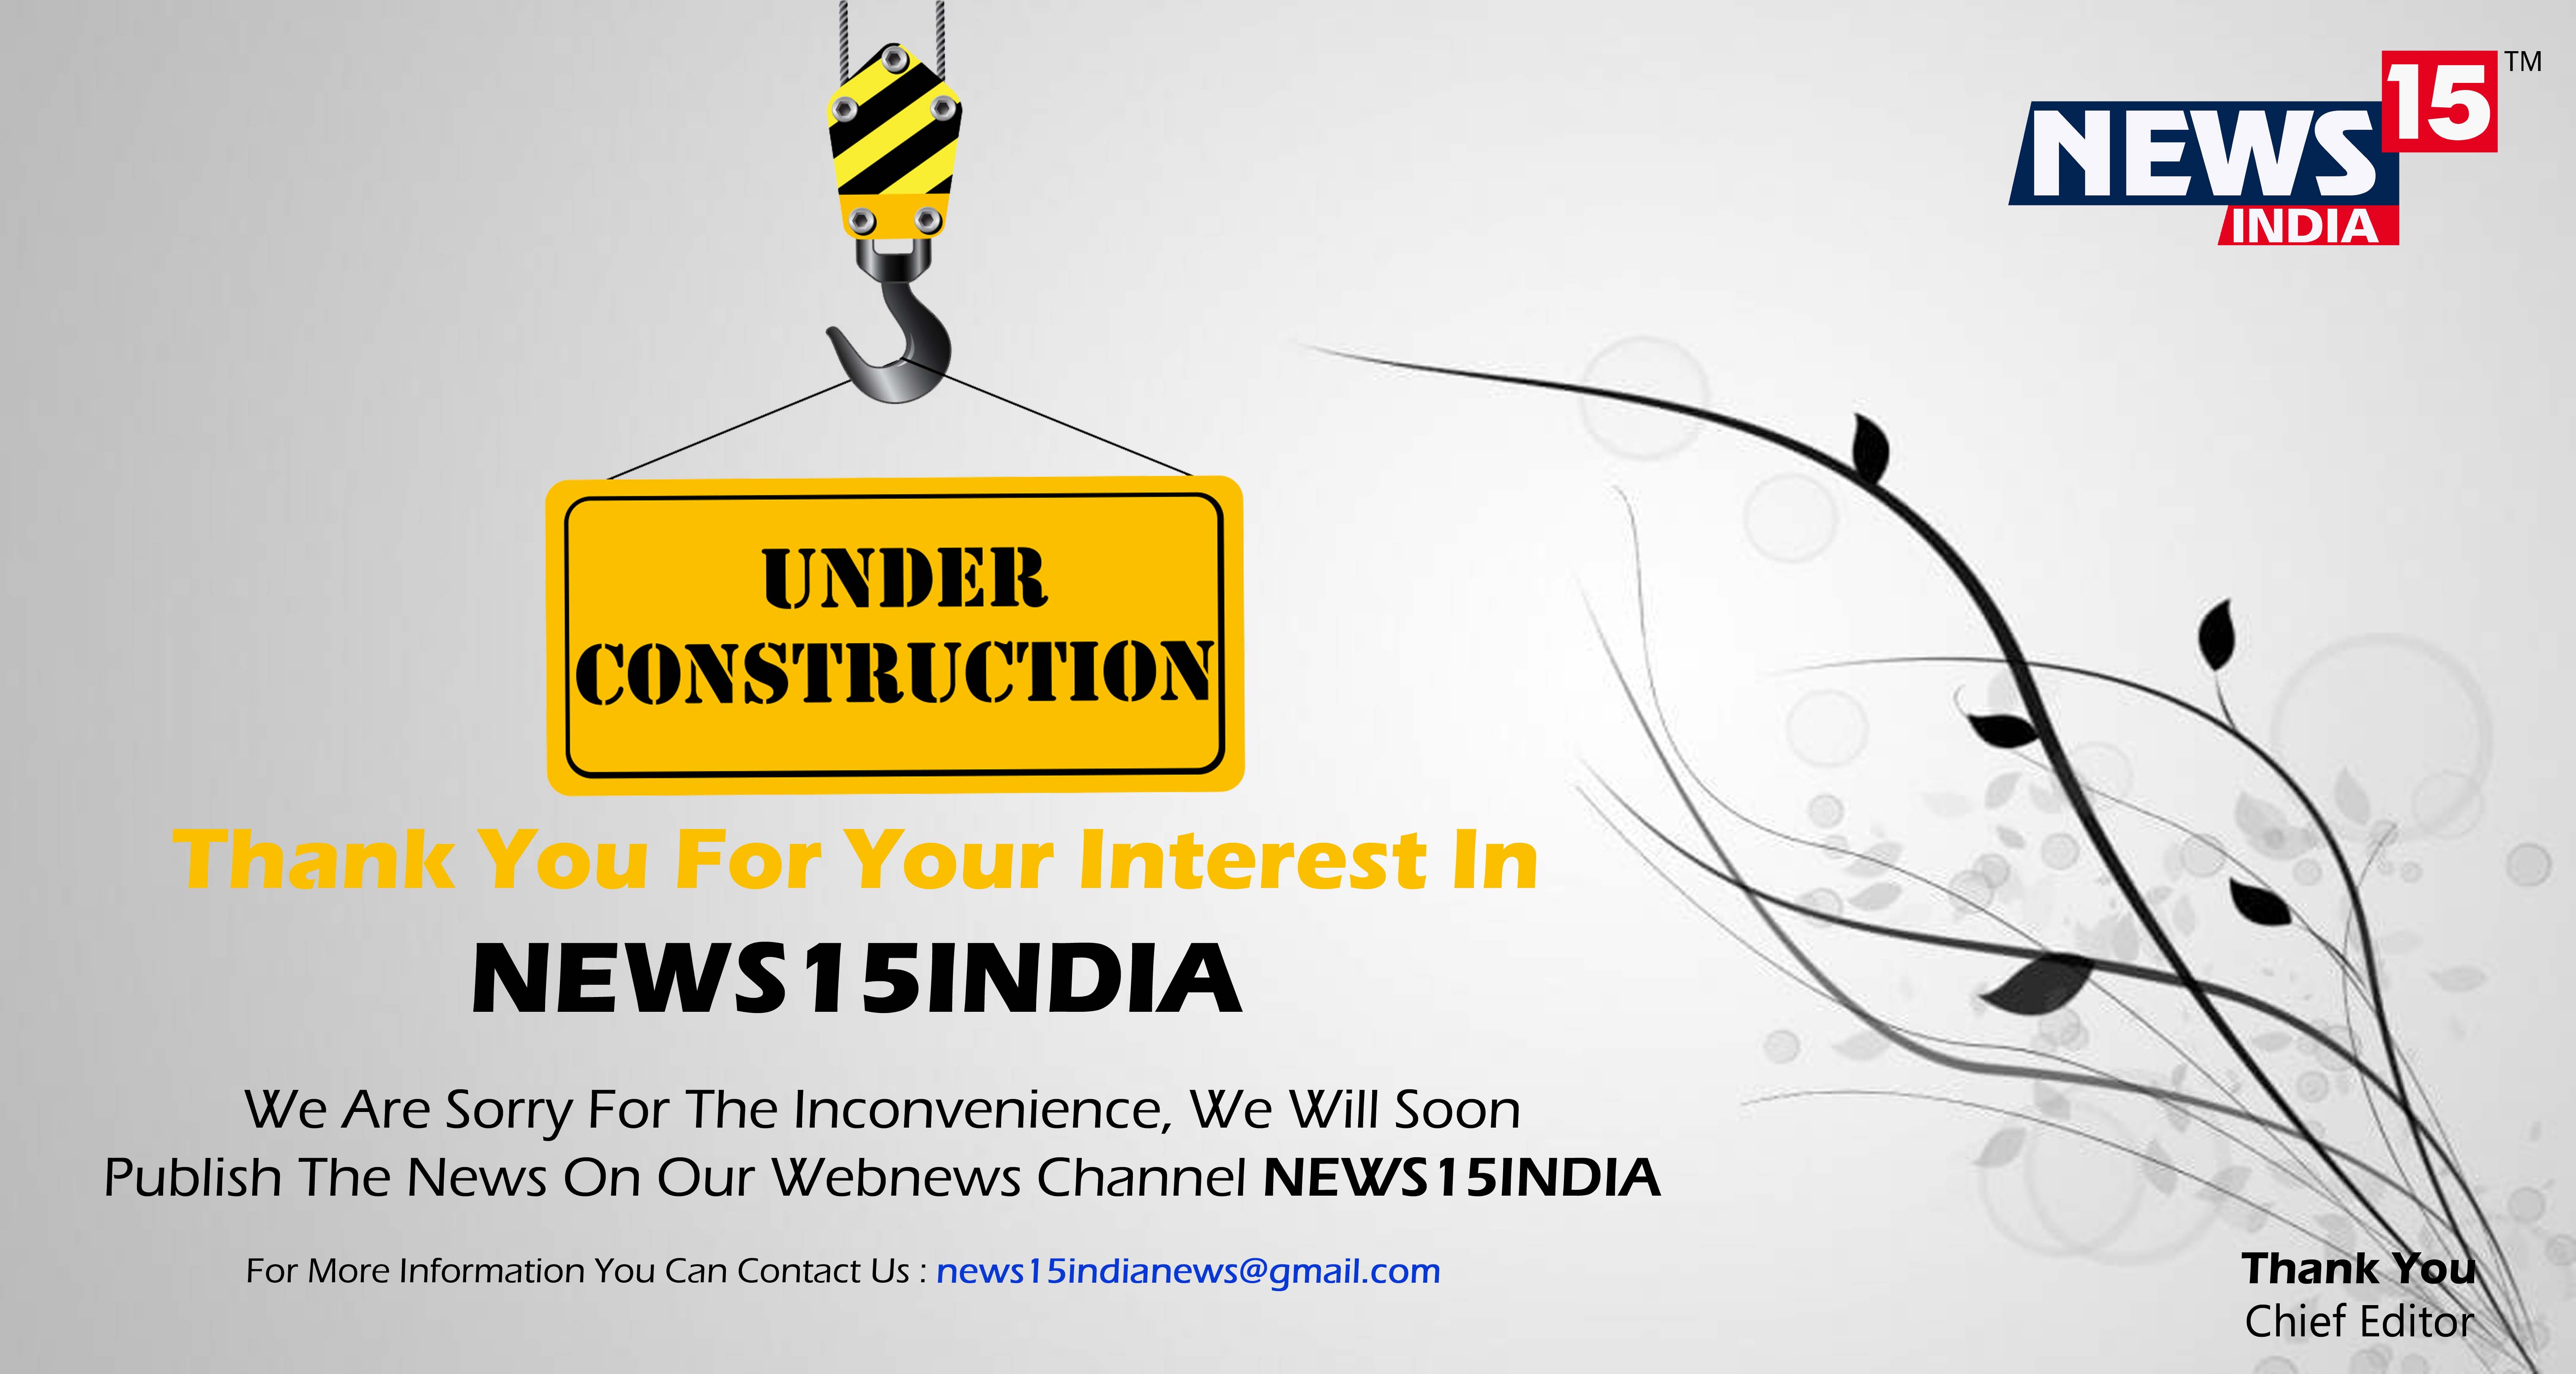 NEWS 15 TM
INDIA
UNDER
CONSTRUCTION
Thank You For Your Interest In
NEWS15INDIA
We Are Sorry For The Inconvenience, We Will Soon
Publish The News On Our Webnews Channel NEWS15INDIA
For More Information You Can Contact Us : news15indianews@gmail.com
Thank You
Chief Editor